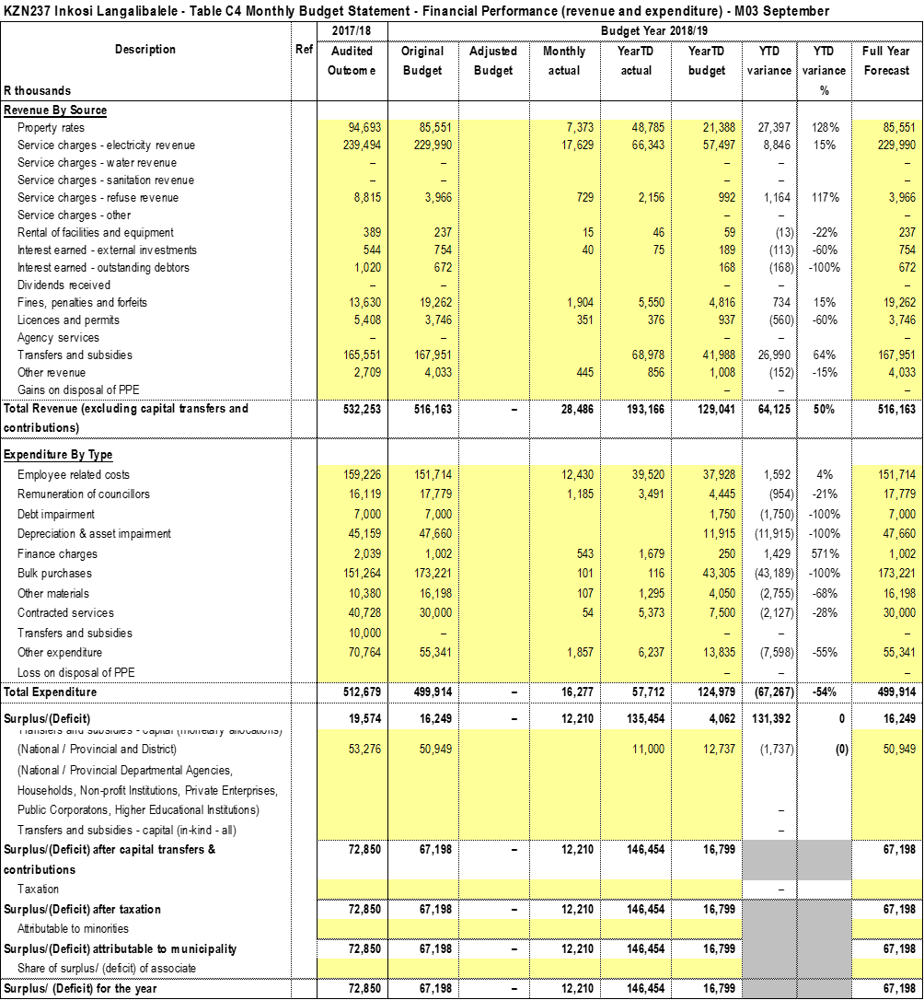 KZN237 Inkosi Langalibalele - Table C4 Monthly Budget Statement - Financial Performance (revenue and expenditure) - M03 September
2017/18 Budget Year 2018/19
Description Ref Audited Original Adjusted Monthly YearTD YearTD YTD YTD Full Year
Outcome Budget Budget actual actual budget variance variance Forecast
R thousands %
Revenue By Source
Property rates 94,693 85,551 7,373 48,785 21,388 27,397 128% 85,551
Service charges - electricity revenue 239,494 229,990 17,629 66,343 57,497 8,846 15% 229,990
Service charges - water revenue – – – – –
Service charges - sanitation revenue – – – – –
Service charges - refuse revenue 8,815 3,966 729 2,156 992 1,164 117% 3,966
Service charges - other – – –
Rental of facilities and equipment 389 237 15 46 59 (13) -22% 237
Interest earned - external investments 544 754 40 75 189 (113) -60% 754
Interest earned - outstanding debtors 1,020 672 168 (168) -100% 672
Dividends received – – – – –
Fines, penalties and forfeits 13,630 19,262 1,904 5,550 4,816 734 15% 19,262
Licences and permits 5,408 3,746 351 376 937 (560) -60% 3,746
Agency services – – – – –
Transfers and subsidies 165,551 167,951 68,978 41,988 26,990 64% 167,951
Other revenue 2,709 4,033 445 856 1,008 (152) -15% 4,033
Gains on disposal of PPE – – –
Total Revenue (excluding capital transfers and 532,253 516,163 – 28,486 193,166 129,041 64,125 50% 516,163
contributions)
Expenditure By Type
Employee related costs 159,226 151,714 12,430 39,520 37,928 1,592 4% 151,714
Remuneration of councillors 16,119 17,779 1,185 3,491 4,445 (954) -21% 17,779
Debt impairment 7,000 7,000 1,750 (1,750) -100% 7,000
Depreciation & asset impairment 45,159 47,660 11,915 (11,915) -100% 47,660
Finance charges 2,039 1,002 543 1,679 250 1,429 571% 1,002
Bulk purchases 151,264 173,221 101 116 43,305 (43,189) -100% 173,221
Other materials 10,380 16,198 107 1,295 4,050 (2,755) -68% 16,198
Contracted services 40,728 30,000 54 5,373 7,500 (2,127) -28% 30,000
Transfers and subsidies 10,000 – – – –
Other expenditure 70,764 55,341 1,857 6,237 13,835 (7,598) -55% 55,341
Loss on disposal of PPE – – –
Total Expenditure 512,679 499,914 – 16,277 57,712 124,979 (67,267) -54% 499,914
Surplus/(Deficit) 19,574 16,249 – 12,210 135,454 4,062 131,392 0 16,249
Transfers and subsidies - capital (monetary allocations)
(National / Provincial and District) 53,276 50,949 11,000 12,737 (1,737) (0) 50,949
(National / Provincial Departmental Agencies,
Households, Non-profit Institutions, Private Enterprises,
Public Corporatons, Higher Educational Institutions) –
Transfers and subsidies - capital (in-kind - all) –
Surplus/(Deficit) after capital transfers & 72,850 67,198 – 12,210 146,454 16,799 67,198
contributions
Taxation –
Surplus/(Deficit) after taxation 72,850 67,198 – 12,210 146,454 16,799 67,198
Attributable to minorities
Surplus/(Deficit) attributable to municipality 72,850 67,198 – 12,210 146,454 16,799 67,198
Share of surplus/ (deficit) of associate
Surplus/ (Deficit) for the year 72,850 67,198 – 12,210 146,454 16,799 67,198